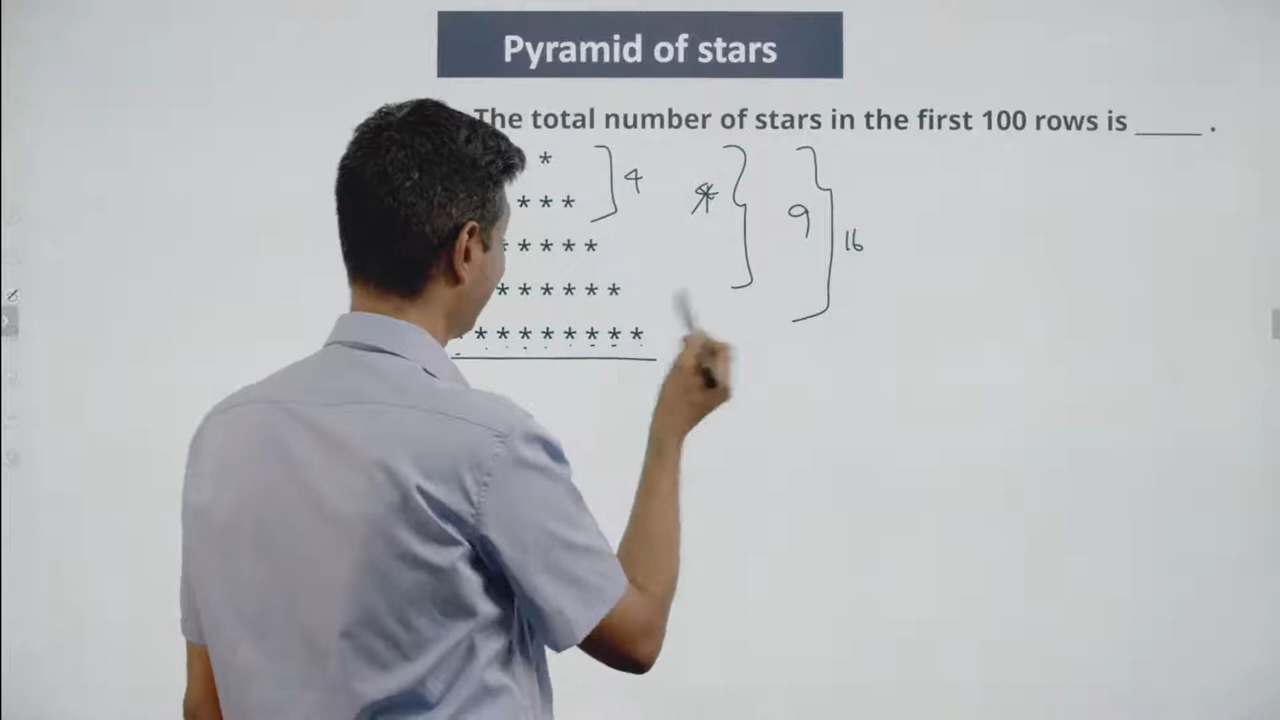 Pyramid of stars
The total number of stars in the first 100 rows is _____ .
*
* * *
* * * * *
* * * * * *
* * * * * * * * *
4
*
9
16